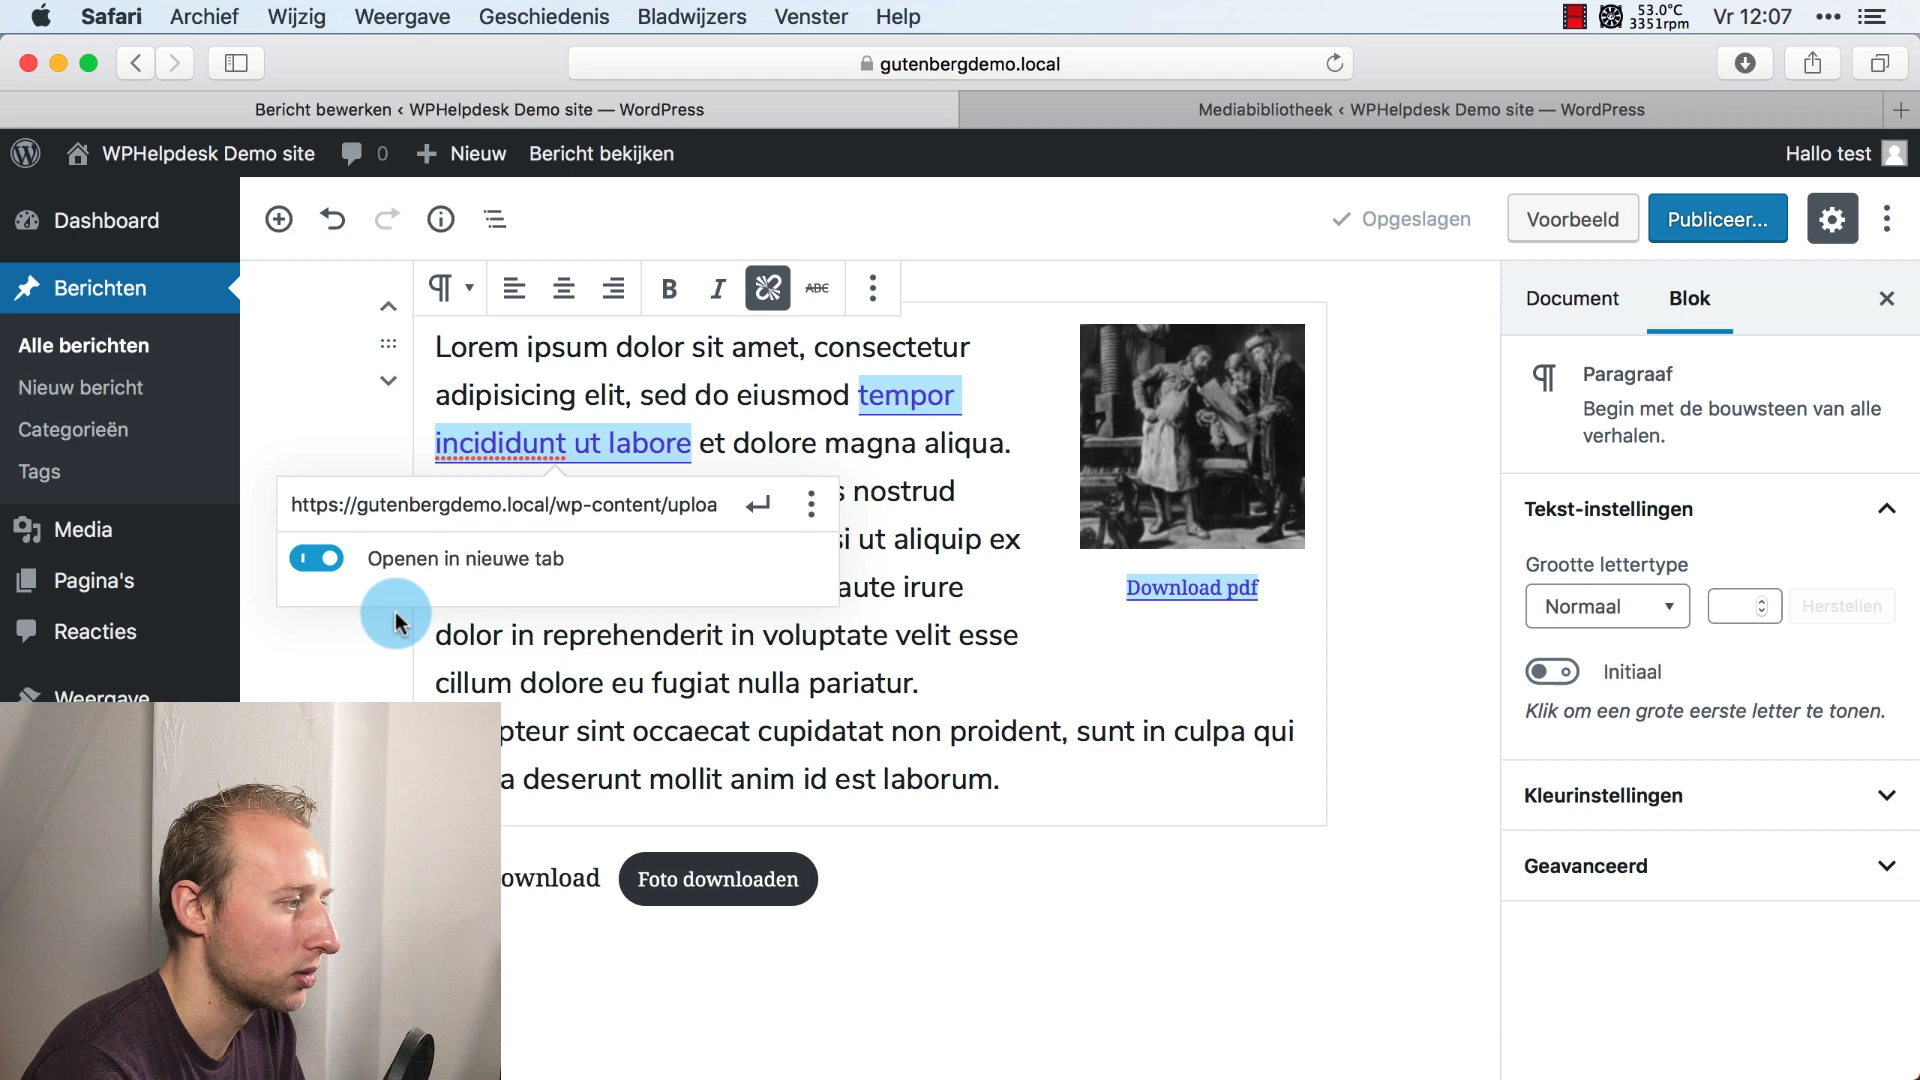 Safari Archief Wijzig Weergave Geschiedenis Bladwijzers Venster Help 53.0°C 3351rpm Vr 12:07
gutenbergdemo.local
Bericht bewerken ‹ WPHelpdesk Demo site — WordPress Mediabibliotheek ‹ WPHelpdesk Demo site — WordPress
WPHelpdesk Demo site 0 Nieuw Bericht bekijken Hallo test
Dashboard
Berichten
Alle berichten
Nieuw bericht
Categorieën
Tags
Media
Pagina's
Reacties
Weergave
Opgeslagen Voorbeeld Publiceer...
B I ABC
Lorem ipsum dolor sit amet, consectetur
adipisicing elit, sed do eiusmod tempor
incididunt ut labore et dolore magna aliqua.
s nostrud
si ut aliquip ex
aute irure
dolor in reprehenderit in voluptate velit esse
cillum dolore eu fugiat nulla pariatur.
pteur sint occaecat cupidatat non proident, sunt in culpa qui
a deserunt mollit anim id est laborum.
https://gutenbergdemo.local/wp-content/uploa
Openen in nieuwe tab
Download pdf
ownload Foto downloaden
Document Blok
Paragraaf
Begin met de bouwsteen van alle
verhalen.
Tekst-instellingen
Grootte lettertype
Normaal Herstellen
Initiaal
Klik om een grote eerste letter te tonen.
Kleurinstellingen
Geavanceerd